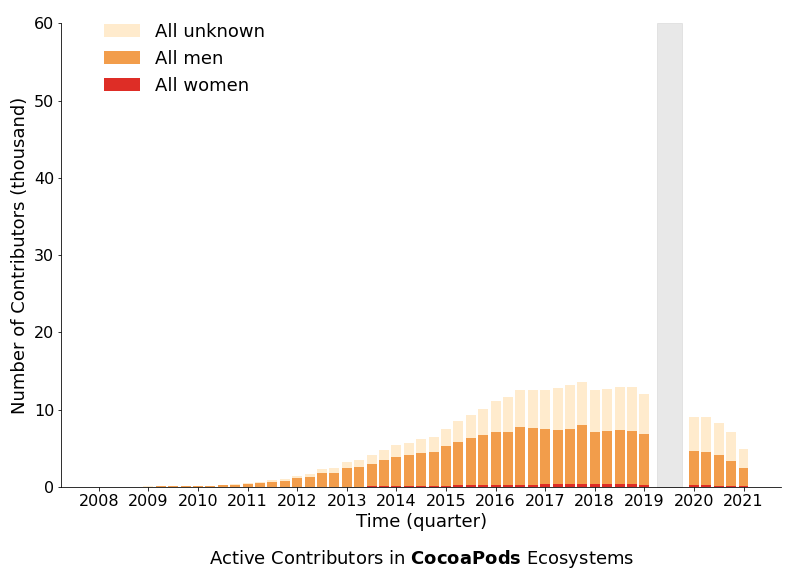 60
50
40
30
20
10
0
Number of Contributors (thousand)
All unknown
All men
All women
2008 2009 2010 2011 2012 2013 2014 2015 2016 2017 2018 2019 2020 2021
Time (quarter)
Active Contributors in CocoaPods Ecosystems